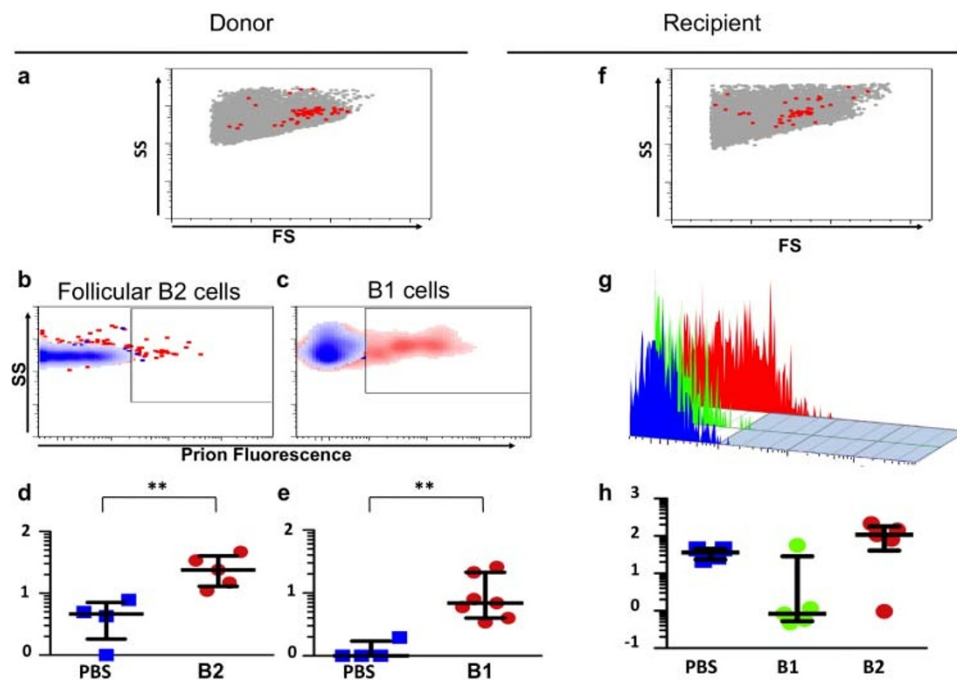 Donor
Recipient
a
SS
FS
f
SS
FS
b
Follicular B2 cells
c
B1 cells
SS
Prion Fluorescence
g
d
**
2
1
0
PBS
B2
e
**
2
1
0
PBS
B1
h
3
2
1
0
-1
PBS
B1
B2